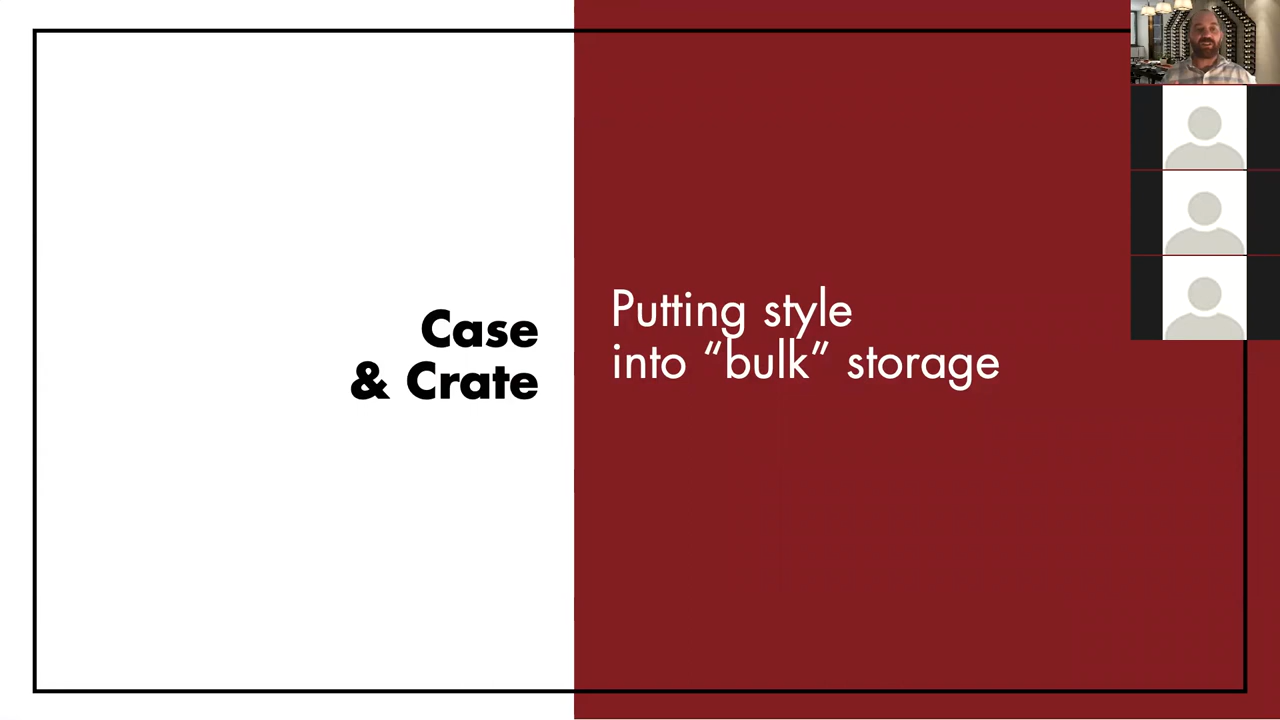 Case
& Crate
Putting style
into “bulk” storage